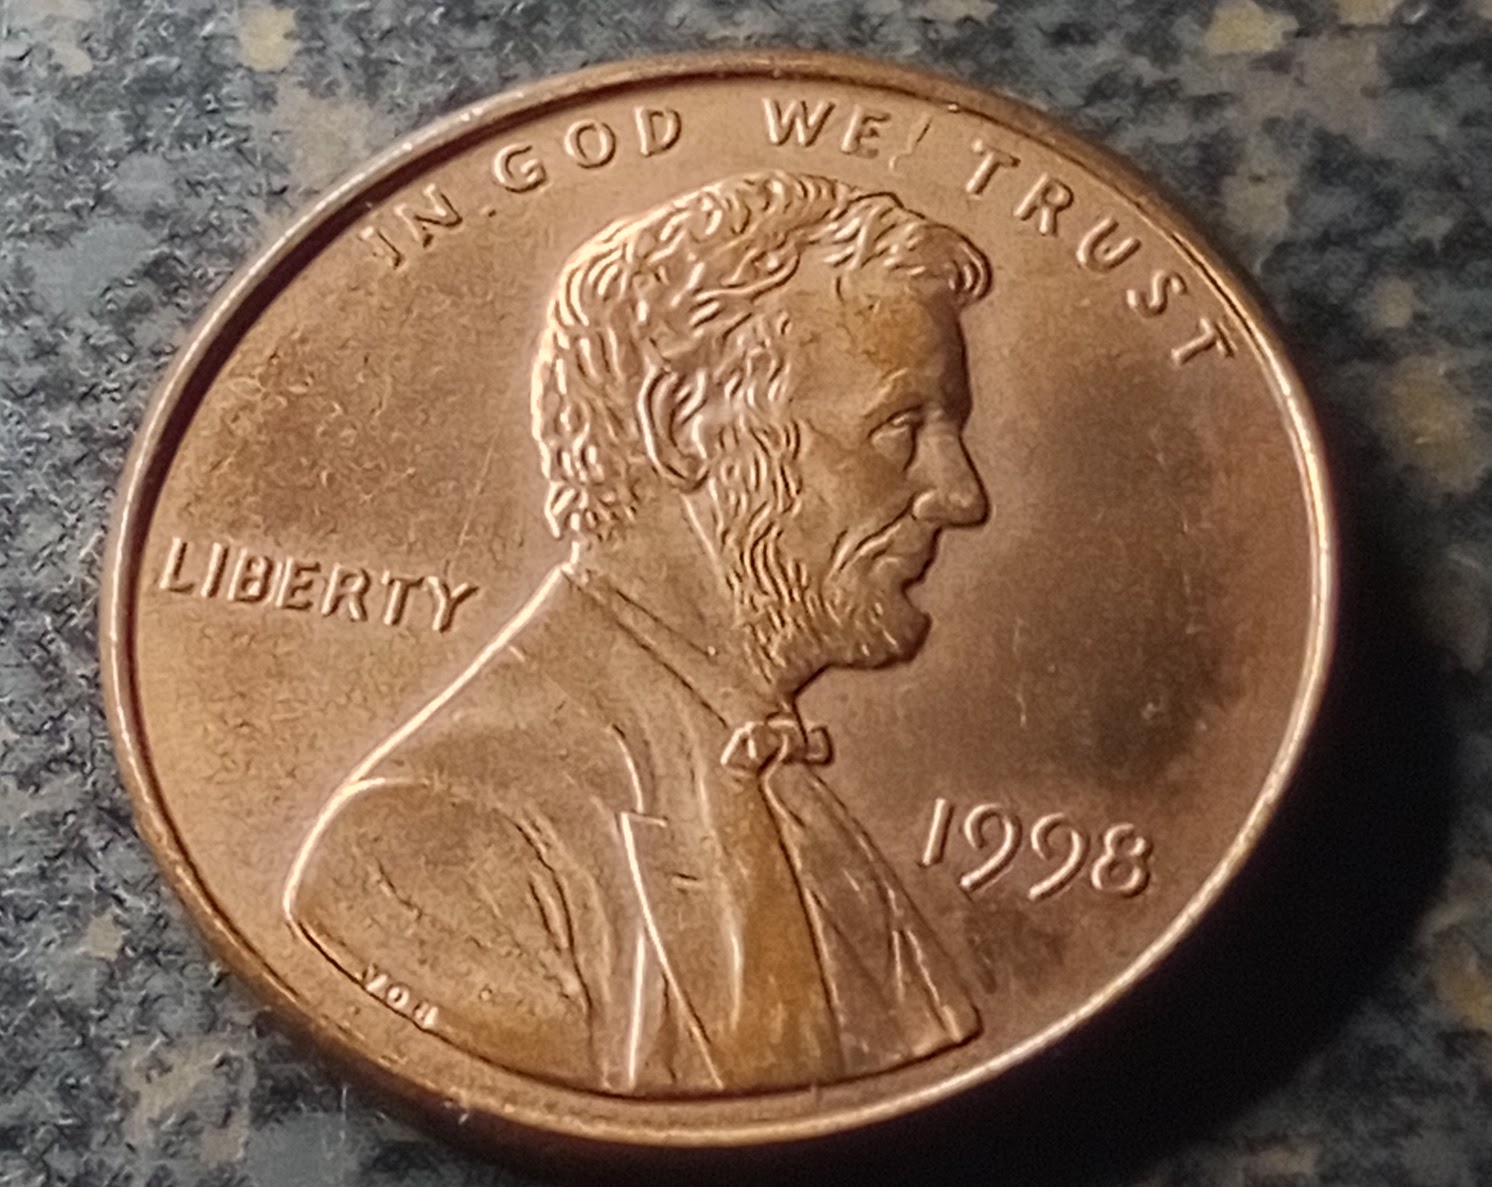 IN GOD WE TRUST
LIBERTY
1998
VDB